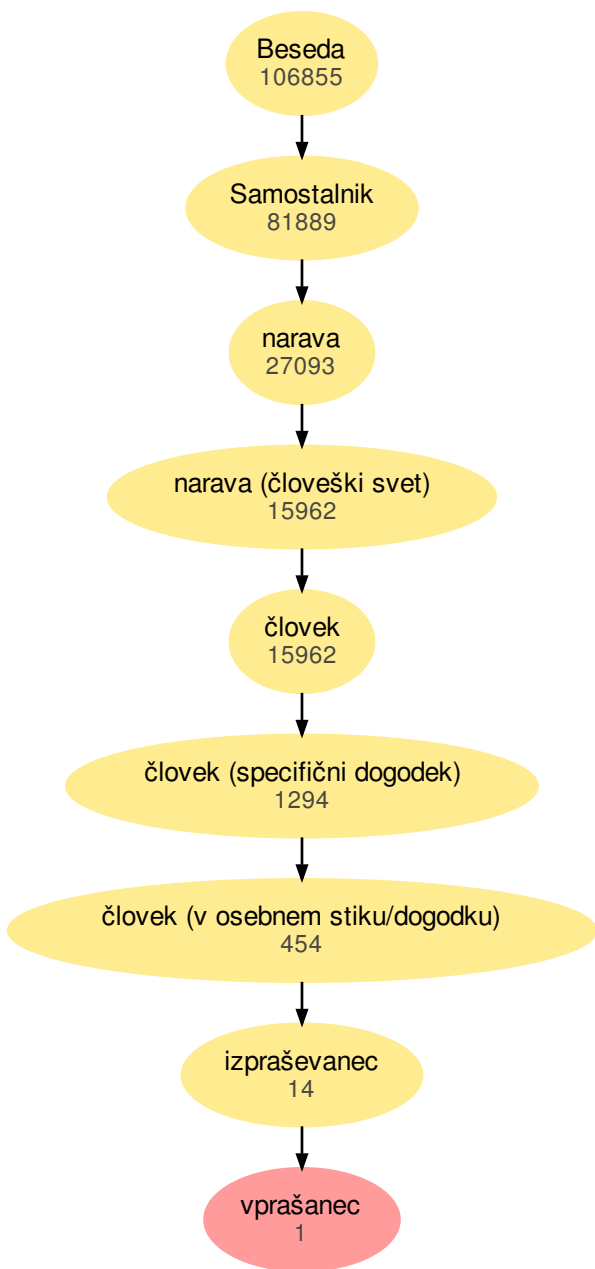 Beseda
106855
Samostalnik
81889
narava
27093
narava (človeški svet)
15962
človek
15962
človek (specifični dogodek)
1294
človek (v osebnem stiku/dogodku)
454
izpraševanec
14
vprašanec
1